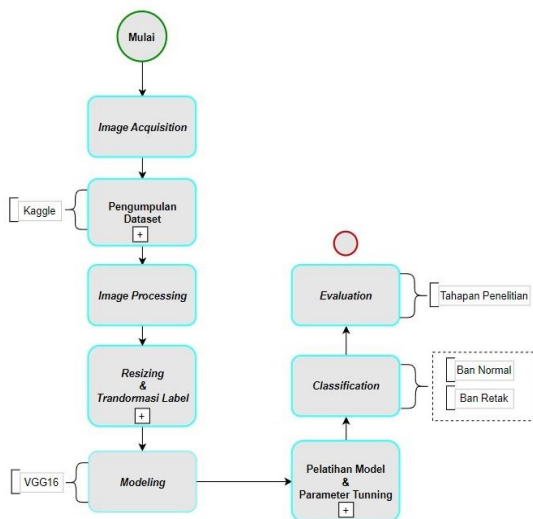 Mulai
Image Acquisition
Kaggle
Pengumpulan
Dataset
+
Image Processing
Resizing
&
Trandormasi Label
+
VGG16
Modeling
Pelatihan Model
&
Parameter Tunning
+
Classification
Ban Normal
Ban Retak
Evaluation
Tahapan Penelitian